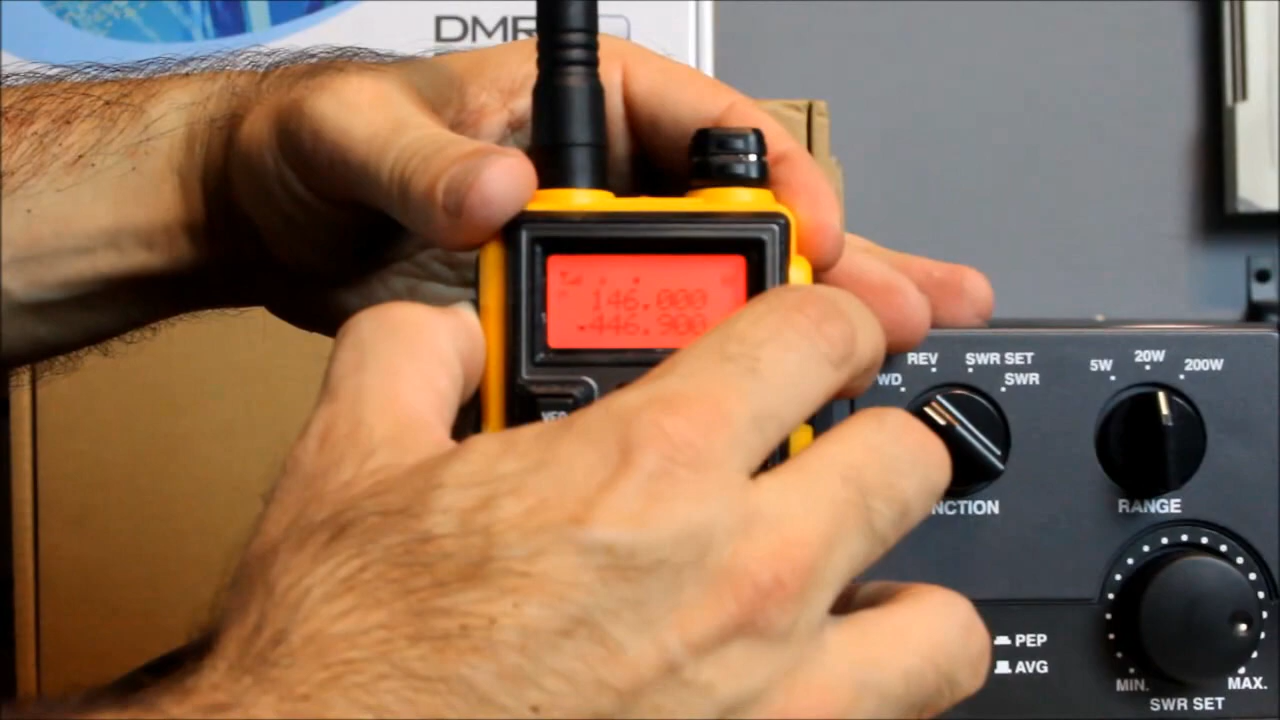 DMR
146.000
.446.900
REV
SWR SET
SWR
NCTION
5W
20W
200W
RANGE
PEP
AVG
MIN.
MAX.
SWR SET